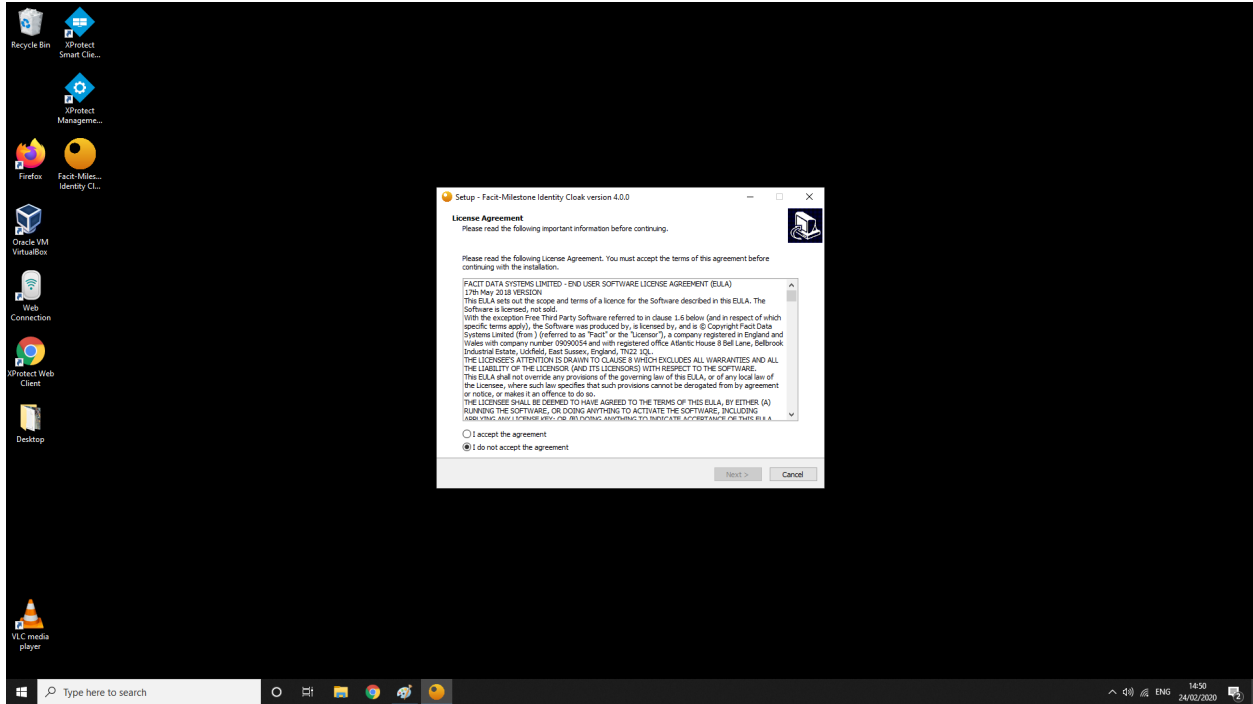 Recycle Bin
XProtect
Smart Clie...
XProtect
Manageme...
Firefox
Facit-Miles...
Identity Cl...
Oracle VM
VirtualBox
Web
Connection
XProtect Web
Client
Desktop
VLC media
player
Setup - Facit-Milestone Identity Cloak version 4.0.0
License Agreement
Please read the following important information before continuing.
Please read the following License Agreement. You must accept the terms of this agreement before
continuing with the installation.
FACIT DATA SYSTEMS LIMITED - END USER SOFTWARE LICENSE AGREEMENT (EULA)
17th May 2018 VERSION
This EULA sets out the scope and terms of a licence for the Software described in this EULA. The
Software is licensed, not sold.
With the exception Free Third Party Software referred to in clause 1.6 below (and in respect of which
specific terms apply), the Software was produced by, is licensed by, and is © Copyright Facit Data
Systems Limited (from ) (referred to as "Facit" or the "Licensor"), a company registered in England and
Wales with company number 09090054 and with registered office Atlantic House 8 Bell Lane, Bellbrook
Industrial Estate, Uckfield, East Sussex, England, TN22 1QL.
THE LICENSEE'S ATTENTION IS DRAWN TO CLAUSE 8 WHICH EXCLUDES ALL WARRANTIES AND ALL
THE LIABILITY OF THE LICENSOR (AND ITS LICENSORS) WITH RESPECT TO THE SOFTWARE.
This EULA shall not override any provisions of the governing law of this EULA, or of any local law of
the Licensee, where such law specifies that such provisions cannot be derogated from by agreement
or notice, or makes it an offence to do so.
THE LICENSEE SHALL BE DEEMED TO HAVE AGREED TO THE TERMS OF THIS EULA, BY EITHER (A)
RUNNING THE SOFTWARE, OR DOING ANYTHING TO ACTIVATE THE SOFTWARE, INCLUDING
APPLYING ANY LICENSE KEY; OR (B) DOING ANYTHING TO INDICATE ACCEPTANCE OF THIS EULA
I accept the agreement
I do not accept the agreement
Next >
Cancel
Type here to search
ENG
14:50
24/02/2020
2